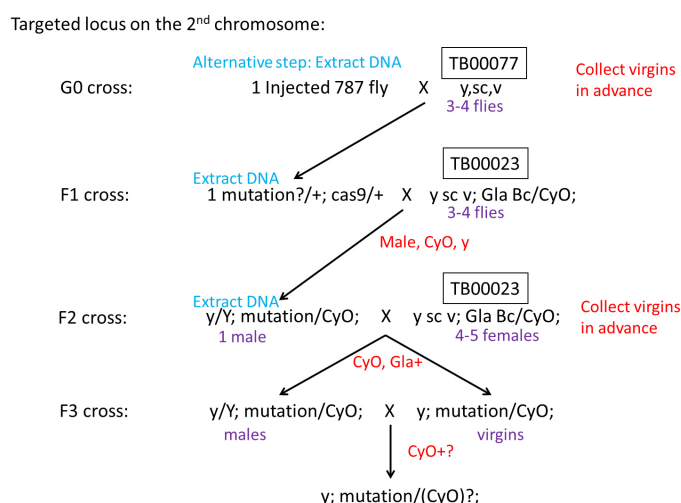 Targeted locus on the 2nd chromosome:
Alternative step: Extract DNA
TB00077
G0 cross:
1 Injected 787 fly X y,sc,v
3-4 flies
Collect virgins
in advance
TB00023
Extract DNA
F1 cross:
1 mutation?/+; cas9/+ X y sc v; Gla Bc/CyO;
3-4 flies
Male, CyO, y
TB00023
Extract DNA
F2 cross:
y/Y; mutation/CyO; X y sc v; Gla Bc/CyO;
1 male
4-5 females
Collect virgins
in advance
CyO, Gla+
F3 cross:
y/Y; mutation/CyO; X y; mutation/CyO;
males
virgins
CyO+?
y; mutation/(CyO)?;